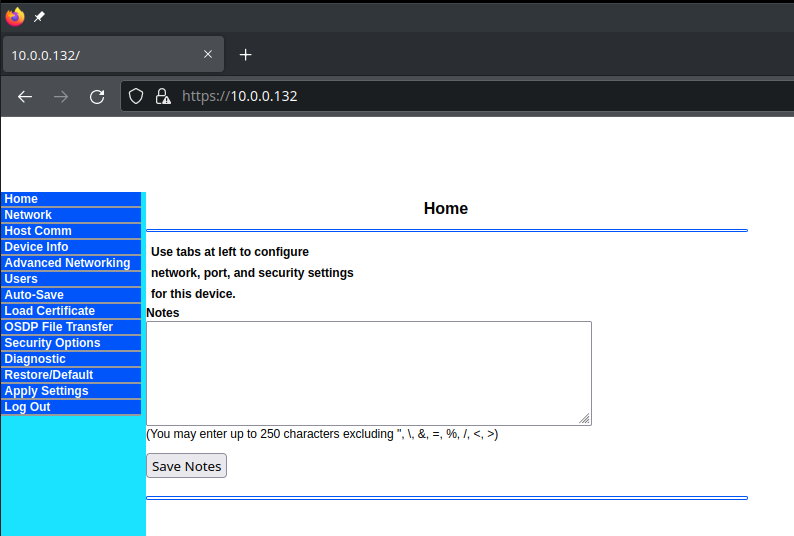 10.0.0.132/
https://10.0.0.132
Home
Network
Host Comm
Device Info
Advanced Networking
Users
Auto-Save
Load Certificate
OSDP File Transfer
Security Options
Diagnostic
Restore/Default
Apply Settings
Log Out
Home
Use tabs at left to configure
network, port, and security settings
for this device.
Notes
(You may enter up to 250 characters excluding ", \, &, =, %, /, <, >)
Save Notes